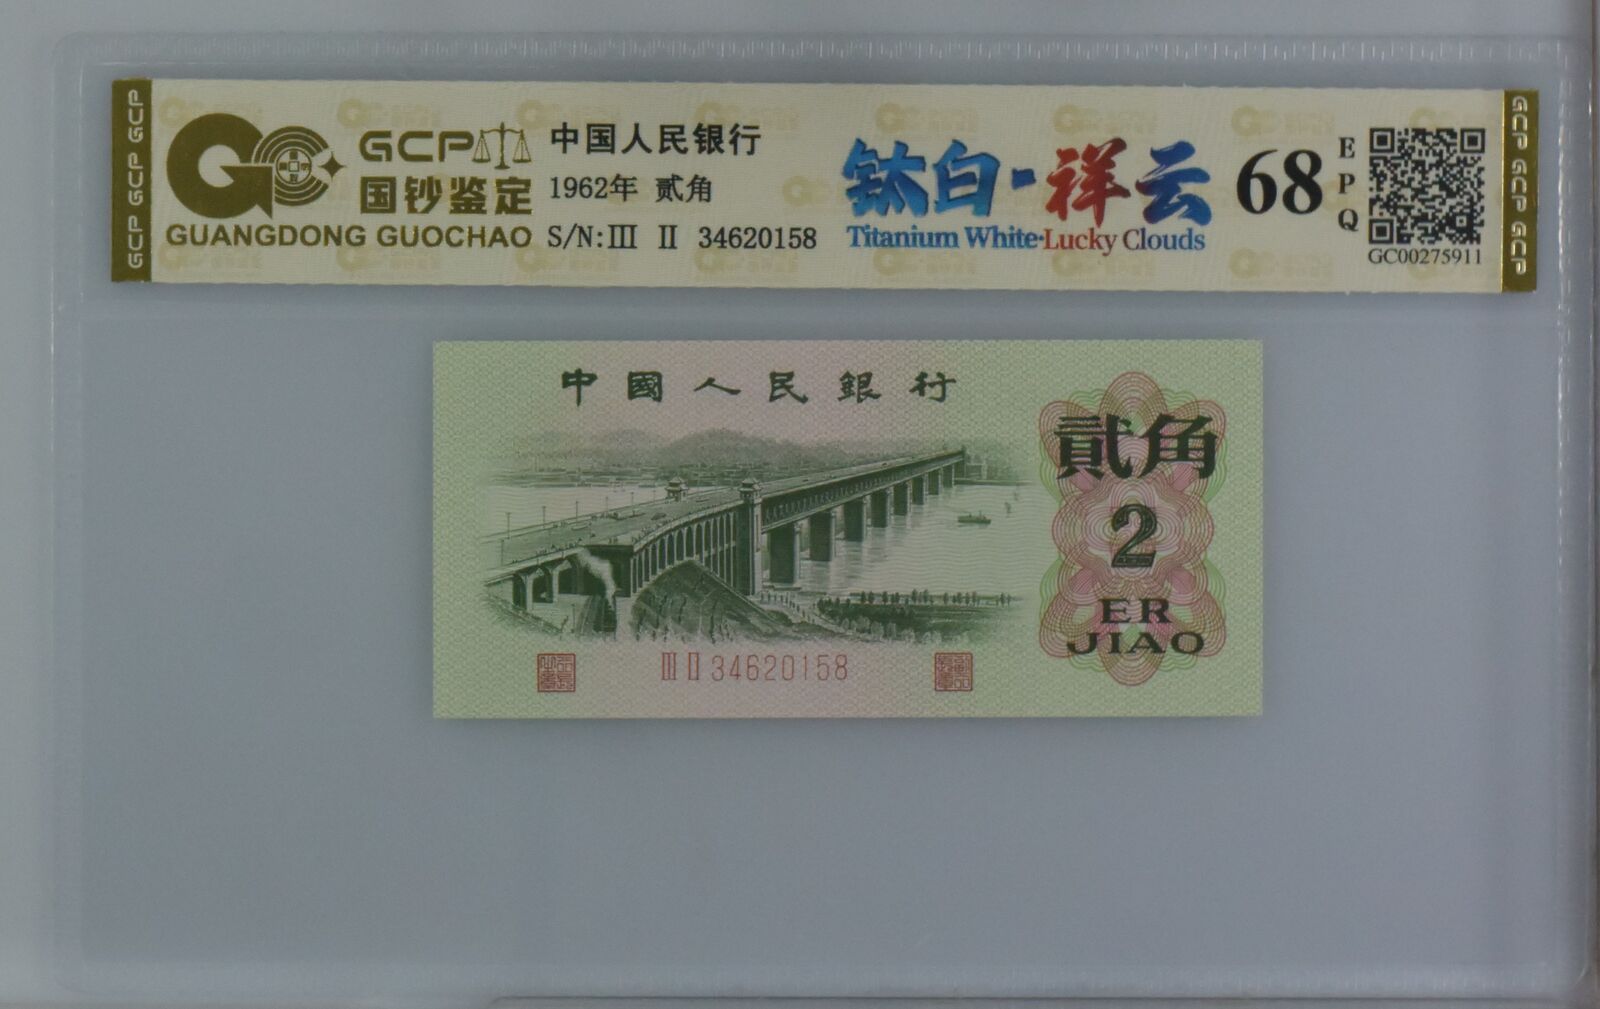 GCP GCP GCP
GCP
国钞鉴定
GUANGDONG GUOCHAO
中国人民银行
1962年 贰角
S/N:Ⅲ Ⅱ 34620158
钛白·祥云
Titanium White·Lucky Clouds
68
EPQ
GC00275911
GCP GCP GCP
中國人民銀行
貳角
2
ER
JIAO
Ⅲ Ⅱ 34620158